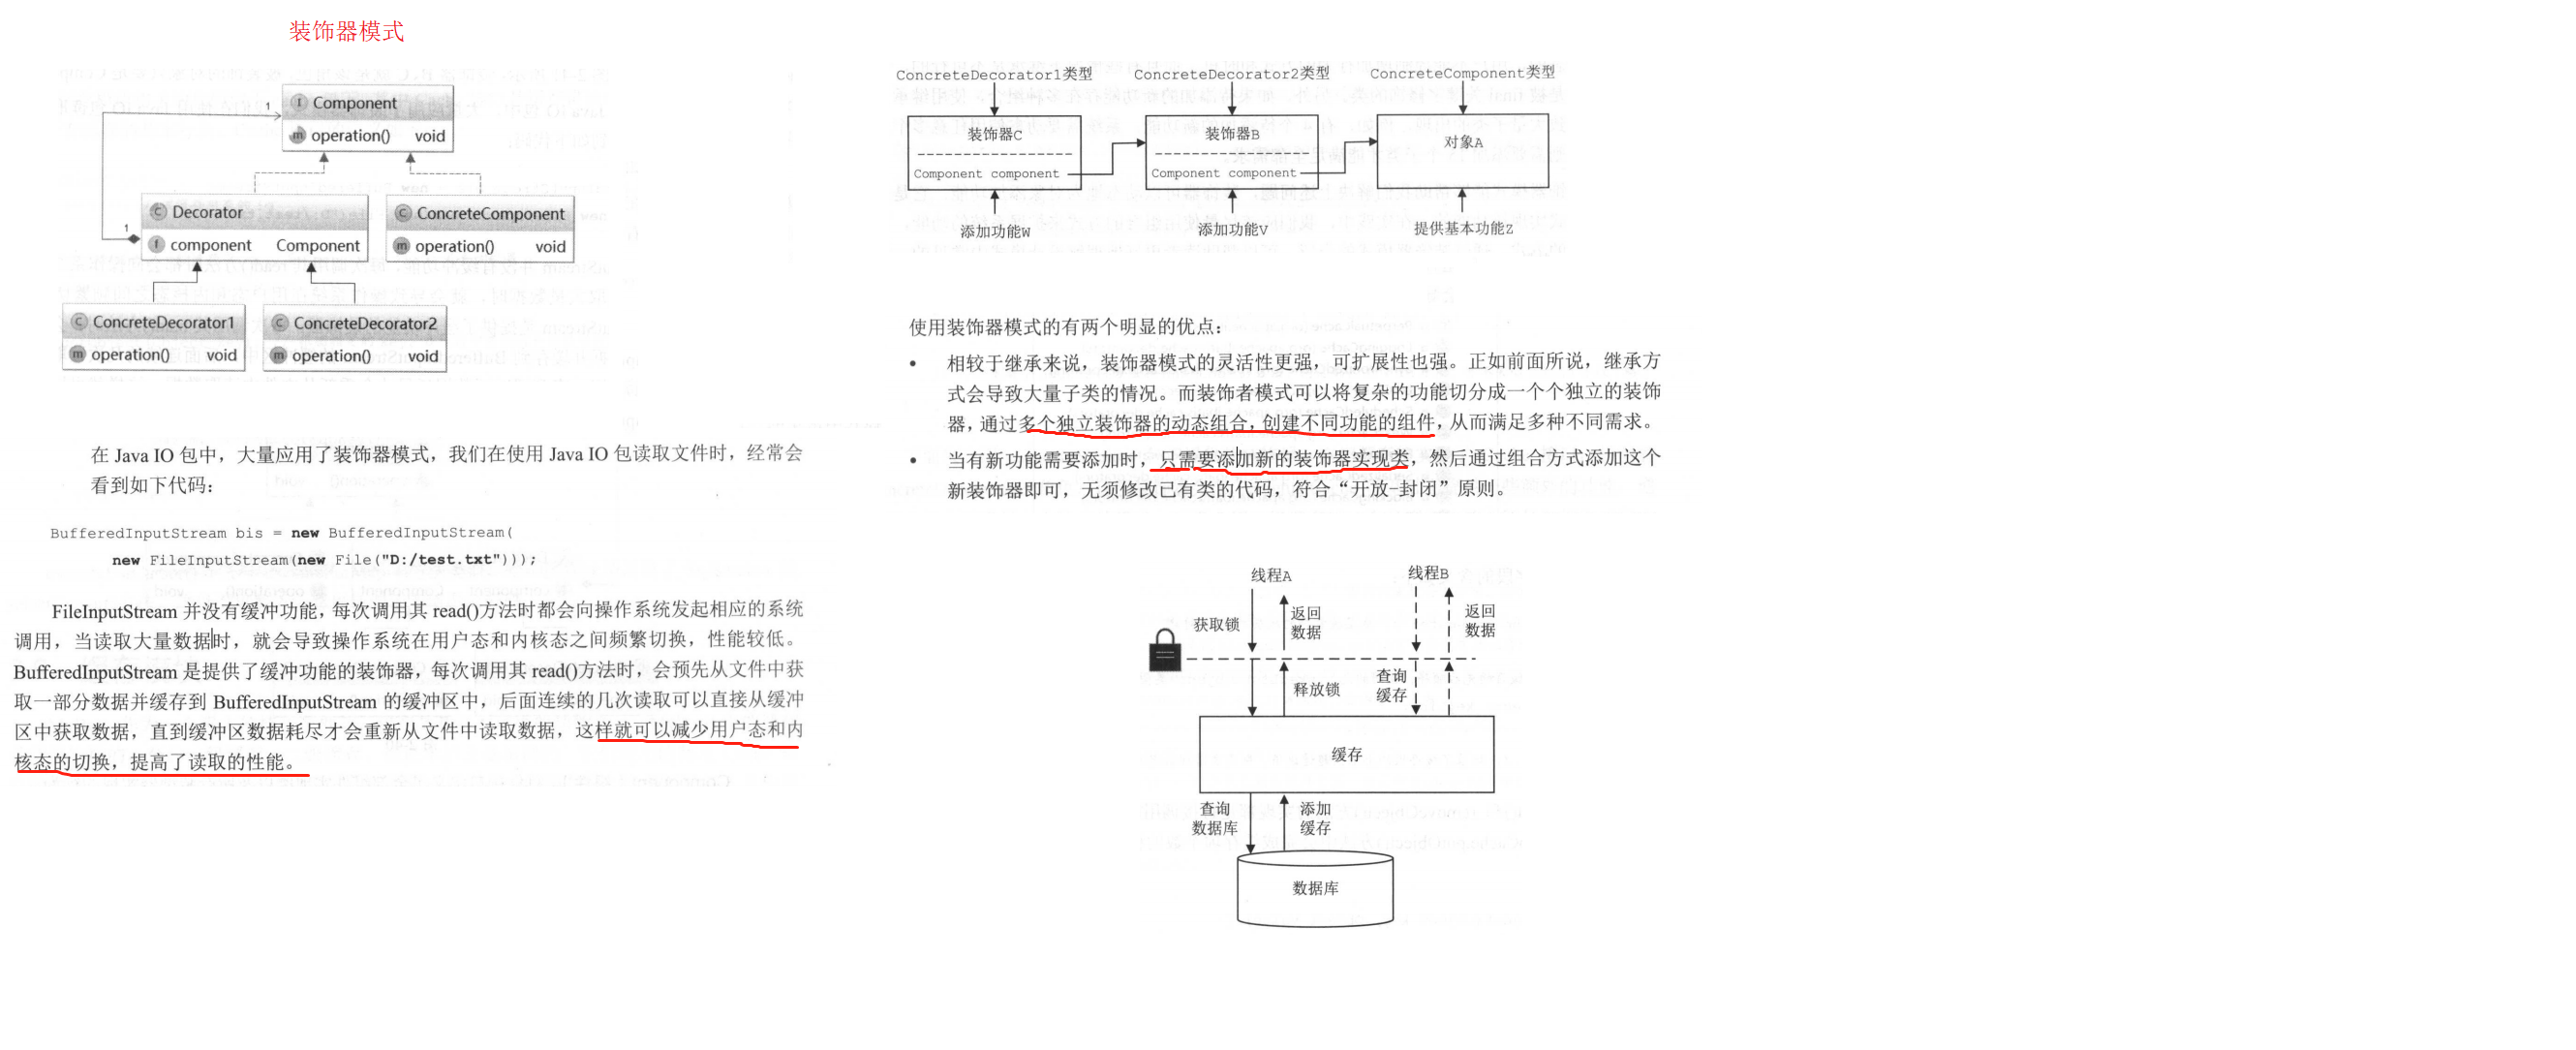 装饰器模式
1
Component
operation() void
Decorator
component Component
1
ConcreteComponent
operation() void
ConcreteDecorator1
operation() void
ConcreteDecorator2
operation() void
在 Java IO 包中，大量应用了装饰器模式，我们在使用 Java IO 包读取文件时，经常会
看到如下代码：
BufferedInputStream bis = new BufferedInputStream(
new FileInputStream(new File("D:/test.txt")));
FileInputStream 并没有缓冲功能，每次调用其 read()方法时都会向操作系统发起相应的系统
调用，当读取大量数据时，就会导致操作系统在用户态和内核态之间频繁切换，性能较低。
BufferedInputStream 是提供了缓冲功能的装饰器，每次调用其 read()方法时，会预先从文件中获
取一部分数据并缓存到 BufferedInputStream 的缓冲区中，后面连续的几次读取可以直接从缓冲
区中获取数据，直到缓冲区数据耗尽才会重新从文件中读取数据，这样就可以减少用户态和内
核态的切换，提高了读取的性能。
ConcreteDecorator1类型 ConcreteDecorator2类型 ConcreteComponent类型
装饰器C 装饰器B 对象A
Component component Component component
添加功能W 添加功能V 提供基本功能Z
使用装饰器模式的有两个明显的优点：
• 相较于继承来说，装饰器模式的灵活性更强，可扩展性也强。正如前面所说，继承方
式会导致大量子类的情况。而装饰者模式可以将复杂的功能切分成一个个独立的装饰
器，通过多个独立装饰器的动态组合，创建不同功能的组件，从而满足多种不同需求。
• 当有新功能需要添加时，只需要添加新的装饰器实现类，然后通过组合方式添加这个
新装饰器即可，无须修改已有类的代码，符合“开放–封闭”原则。
线程A 线程B
获取锁
返回
数据
返回
数据
释放锁
查询
缓存
缓存
查询
数据库
添加
缓存
数据库